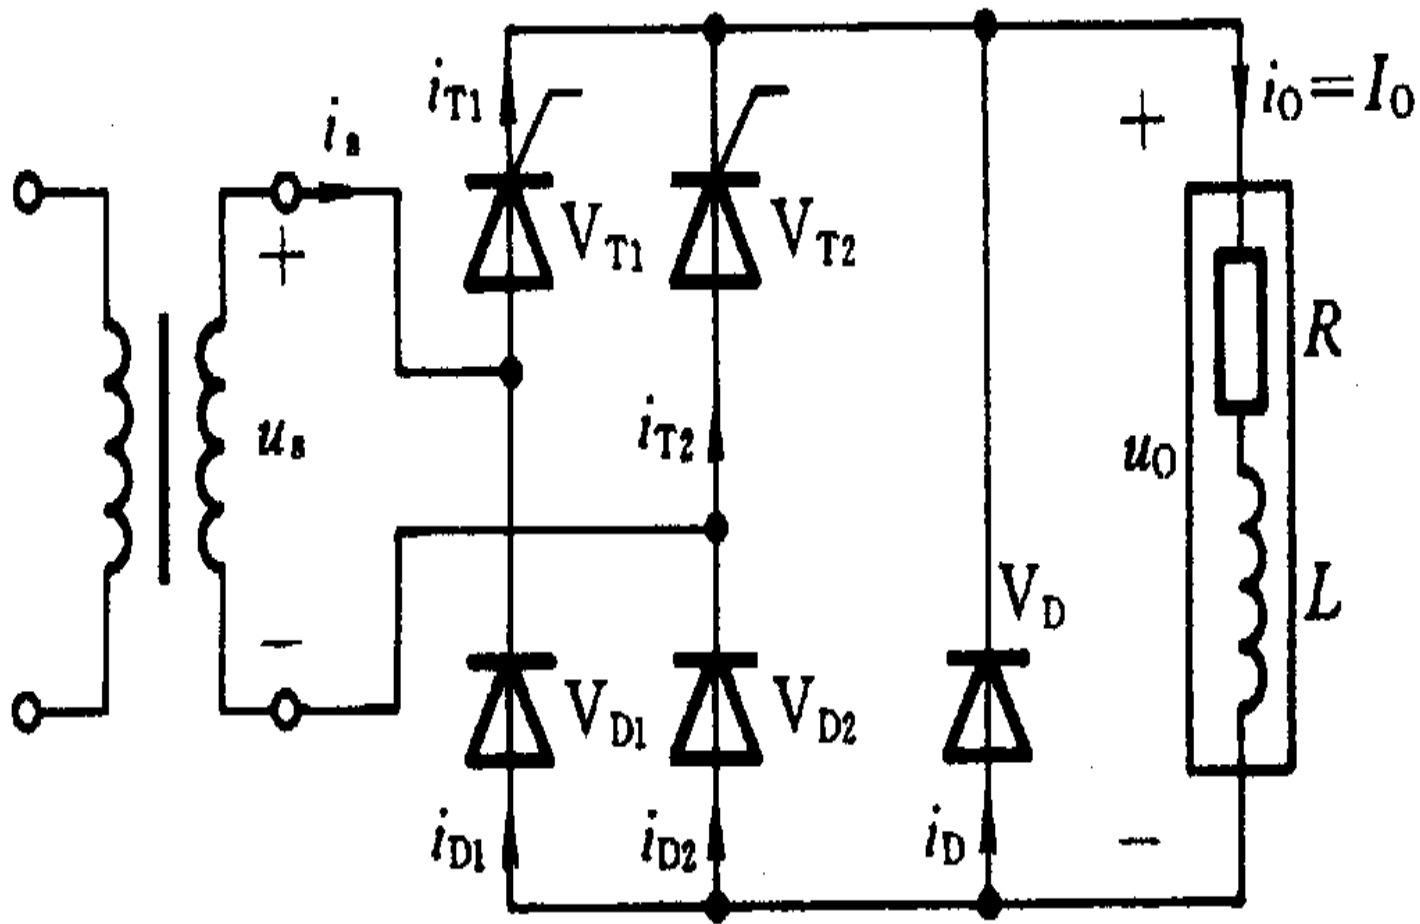 i_T1
i_O=I_O
+
i_s
V_T1
V_T2
+
R
u_s
i_T2
u_O
V_D
L
−
V_D1
V_D2
i_D1
i_D2
i_D
−